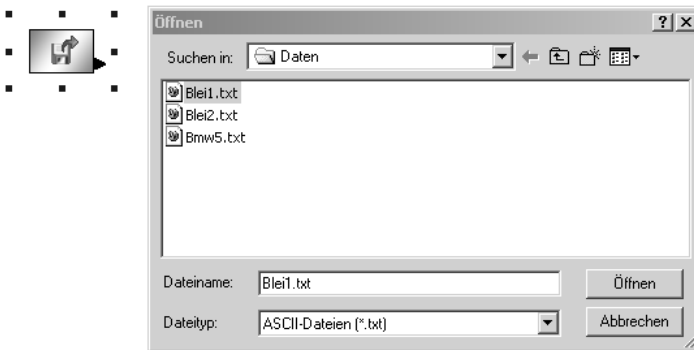 Öffnen
Suchen in: Daten
Blei1.txt
Blei2.txt
Bmw5.txt
Dateiname: Blei1.txt Öffnen
Dateityp: ASCII-Dateien (*.txt) Abbrechen